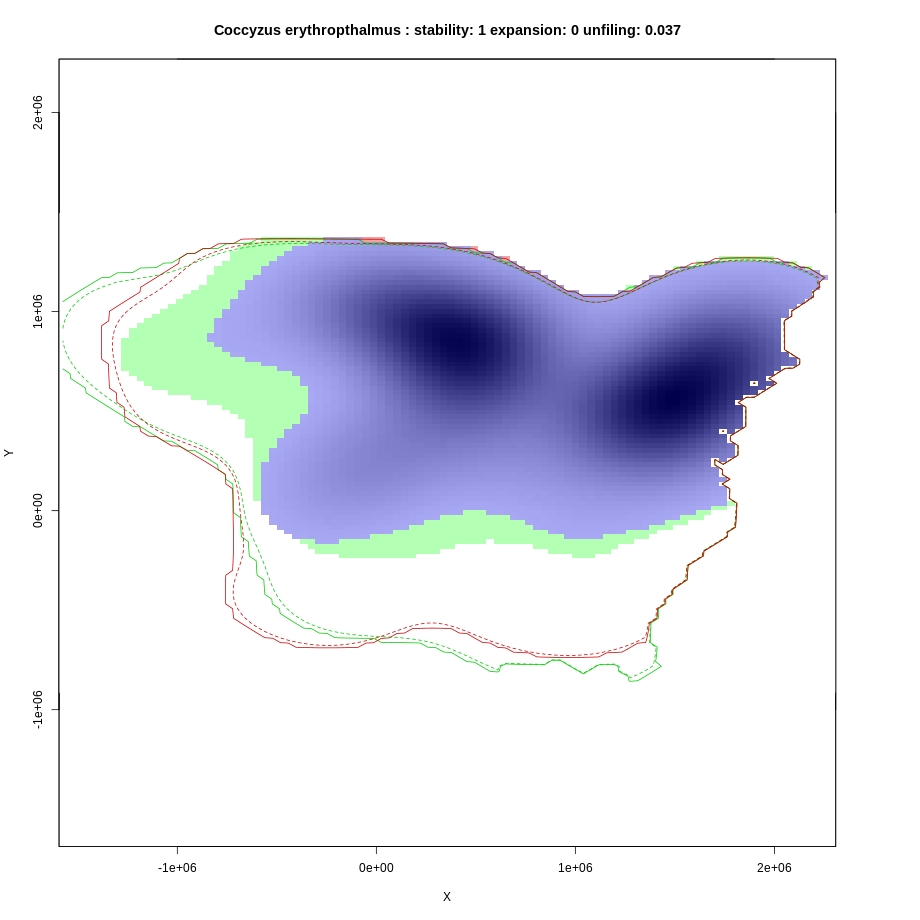 Coccyzus erythropthalmus : stability: 1 expansion: 0 unfiling: 0.037
2e+06
1e+06
0e+00
-1e+06
Y
-1e+06 0e+00 1e+06 2e+06
X